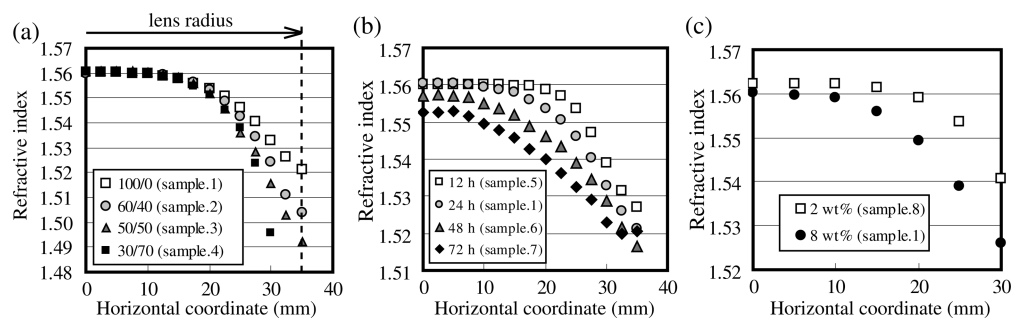 (a)
lens radius
Refractive index
1.57
1.56
1.55
1.54
1.53
1.52
1.51
1.50
1.49
1.48
100/0 (sample.1)
60/40 (sample.2)
50/50 (sample.3)
30/70 (sample.4)
0 10 20 30 40
Horizontal coordinate (mm)
(b)
Refractive index
1.57
1.56
1.55
1.54
1.53
1.52
1.51
12 h (sample.5)
24 h (sample.1)
48 h (sample.6)
72 h (sample.7)
0 5 10 15 20 25 30 35 40
Horizontal coordinate (mm)
(c)
Refractive index
1.57
1.56
1.55
1.54
1.53
1.52
2 wt% (sample.8)
8 wt% (sample.1)
0 10 20 30
Horizontal coordinate (mm)